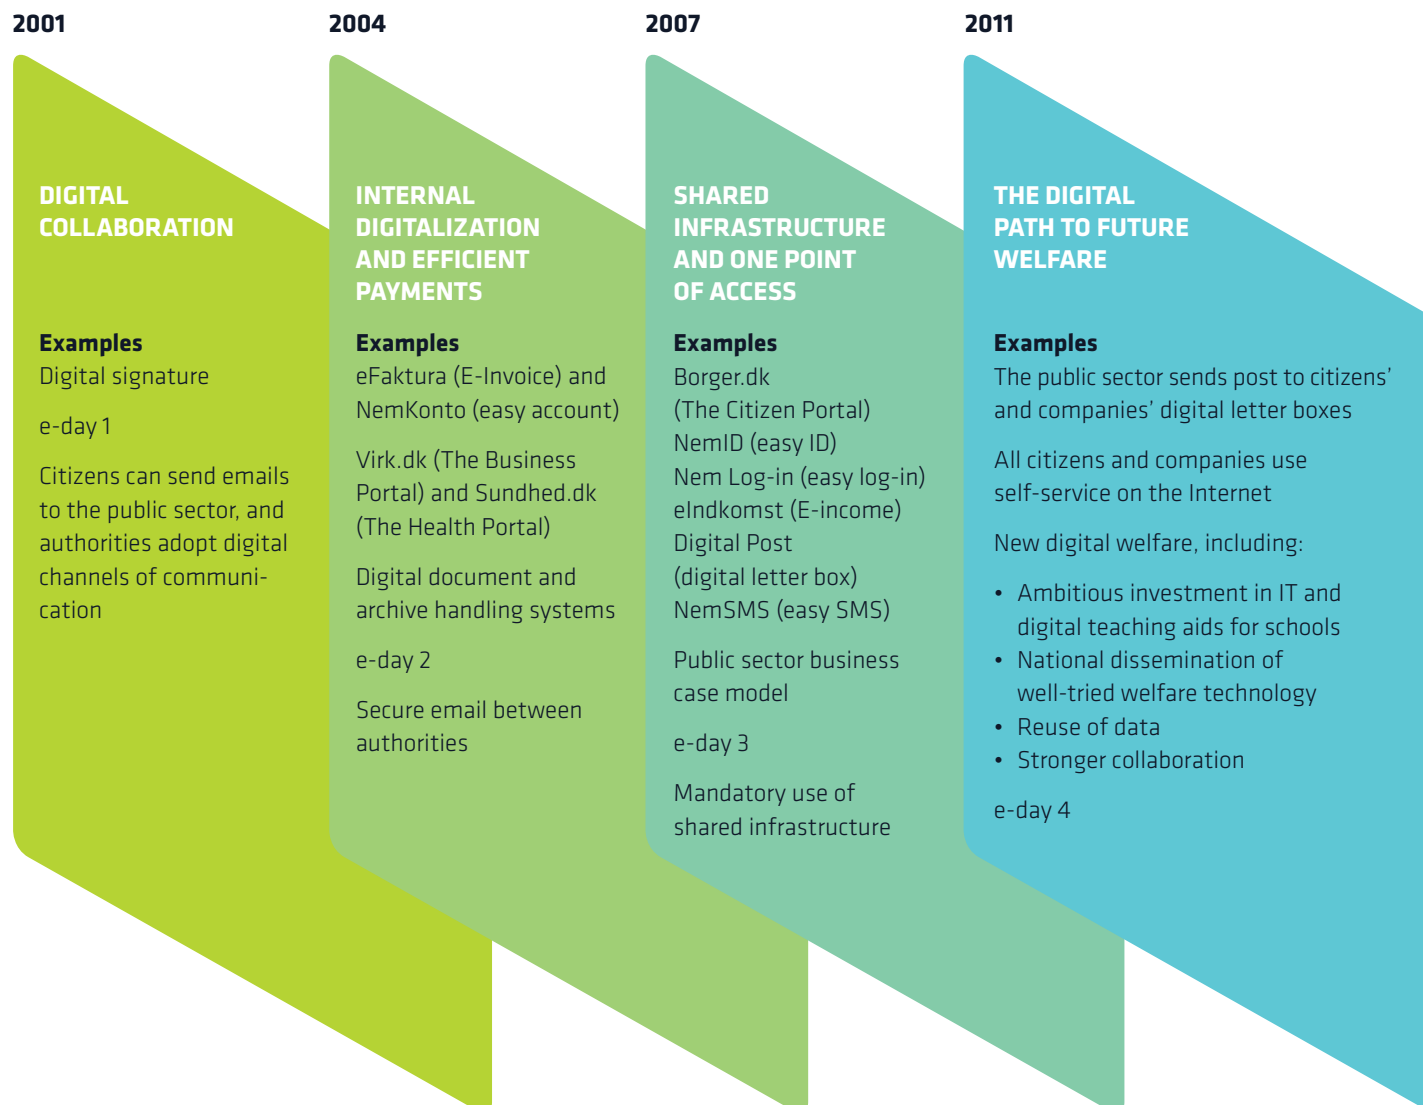 2001
DIGITAL
COLLABORATION
Examples
Digital signature
e-day 1
Citizens can send emails
to the public sector, and
authorities adopt digital
channels of communi-
cation
2004
INTERNAL
DIGITALIZATION
AND EFFICIENT
PAYMENTS
Examples
eFaktura (E-Invoice) and
NemKonto (easy account)
Virk.dk (The Business
Portal) and Sundhed.dk
(The Health Portal)
Digital document and
archive handling systems
e-day 2
Secure email between
authorities
2007
SHARED
INFRASTRUCTURE
AND ONE POINT
OF ACCESS
Examples
Borger.dk
(The Citizen Portal)
NemID (easy ID)
Nem Log-in (easy log-in)
eIndkomst (E-income)
Digital Post
(digital letter box)
NemSMS (easy SMS)
Public sector business
case model
e-day 3
Mandatory use of
shared infrastructure
2011
THE DIGITAL
PATH TO FUTURE
WELFARE
Examples
The public sector sends post to citizens’
and companies’ digital letter boxes
All citizens and companies use
self-service on the Internet
New digital welfare, including:
• Ambitious investment in IT and
digital teaching aids for schools
• National dissemination of
well-tried welfare technology
• Reuse of data
• Stronger collaboration
e-day 4